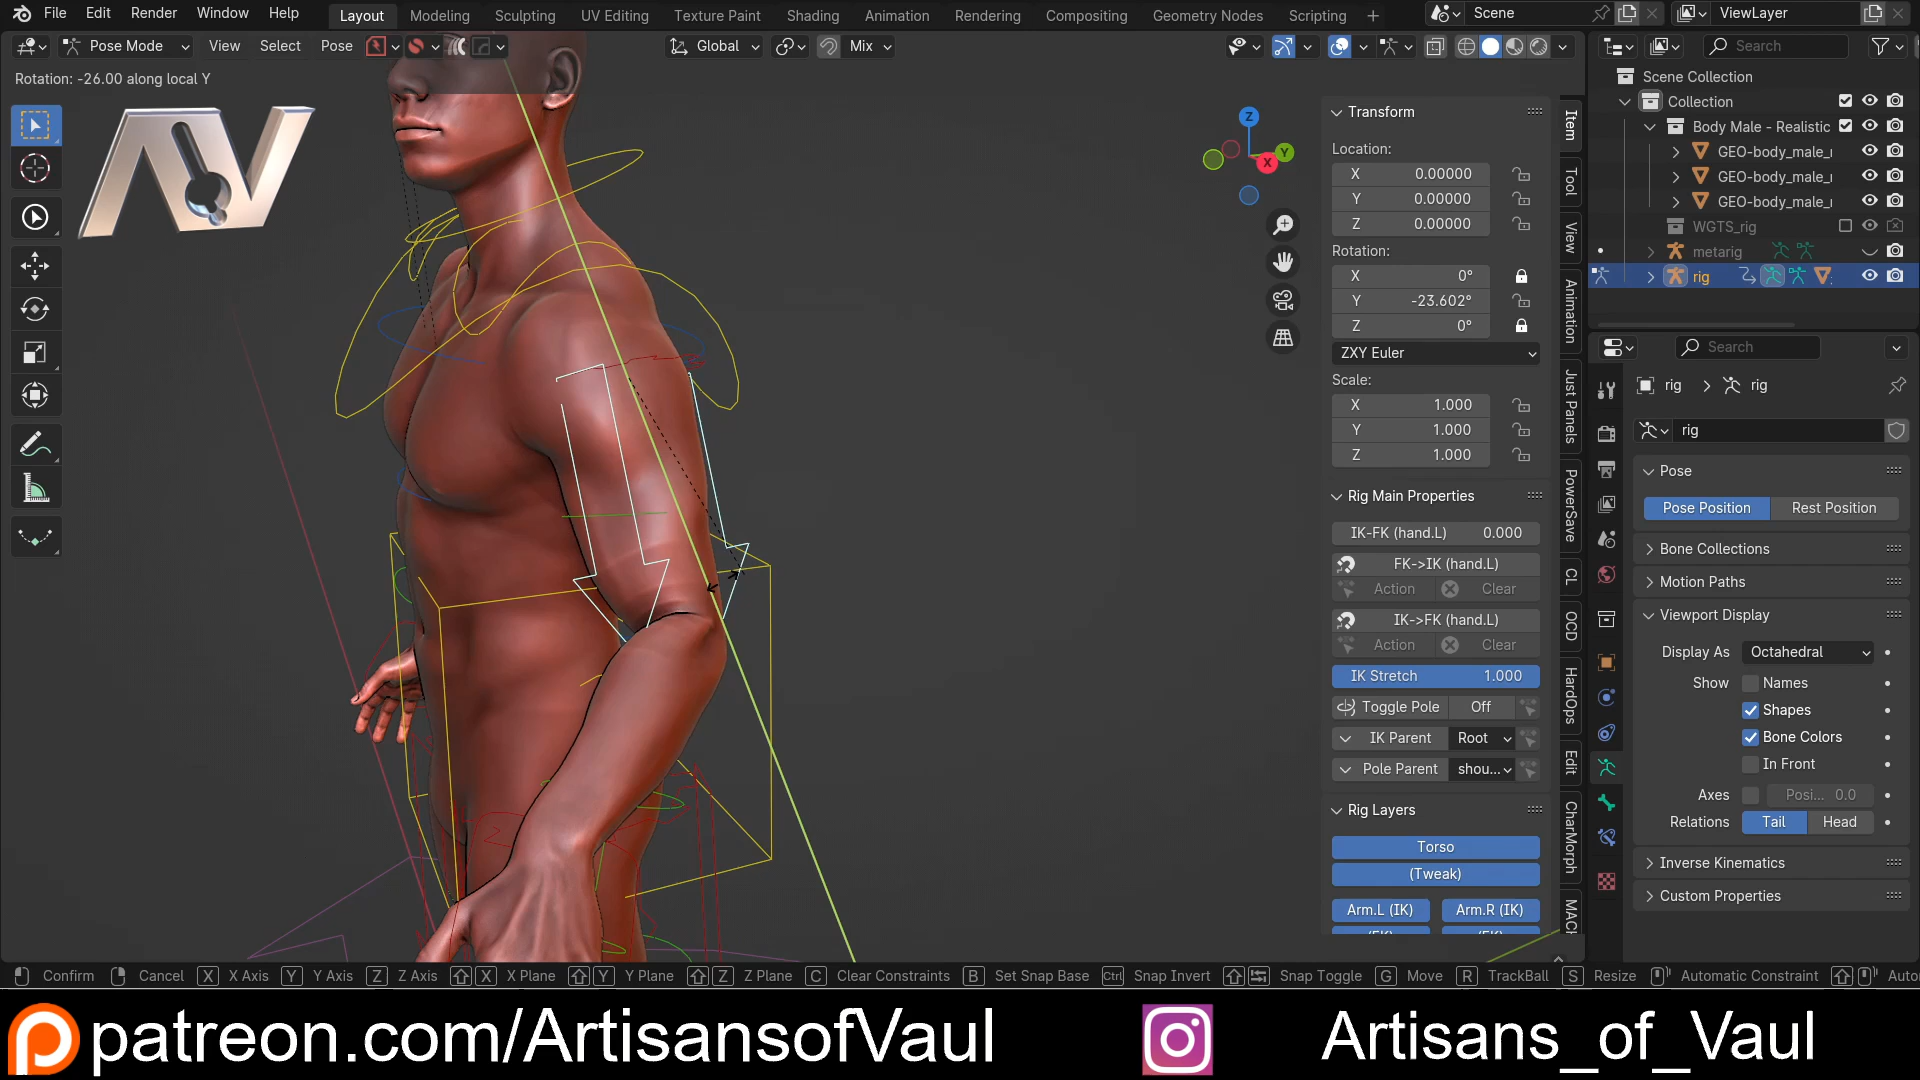 File Edit Render Window Help Layout Modeling Sculpting UV Editing Texture Paint Shading Animation Rendering Compositing Geometry Nodes Scripting + Scene ViewLayer
Pose Mode View Select Pose Global Mix Search
Rotation: -26.00 along local Y
AV
Z
Y
X
Transform
Location:
X 0.00000
Y 0.00000
Z 0.00000
Rotation:
X 0°
Y -23.602°
Z 0°
ZXY Euler
Scale:
X 1.000
Y 1.000
Z 1.000
Rig Main Properties
IK-FK (hand.L) 0.000
FK->IK (hand.L)
Action Clear
IK->FK (hand.L)
Action Clear
IK Stretch 1.000
Toggle Pole Off
IK Parent Root
Pole Parent shou...
Rig Layers
Torso
(Tweak)
Arm.L (IK) Arm.R (IK)
Item
Tool
View
Animation
Just Panels
PowerSave
CL
OCD
HardOps
Edit
CharMorph
MACH
Scene Collection
Collection
Body Male - Realistic
GEO-body_male_
GEO-body_male_
GEO-body_male_
WGTS_rig
metarig
rig
Search
rig > rig
rig
Pose
Pose Position Rest Position
Bone Collections
Motion Paths
Viewport Display
Display As Octahedral
Show Names
Shapes
Bone Colors
In Front
Axes Posi... 0.0
Relations Tail Head
Inverse Kinematics
Custom Properties
Confirm Cancel X X Axis Y Y Axis Z Z Axis X X Plane Y Y Plane Z Z Plane C Clear Constraints B Set Snap Base Ctrl Snap Invert Snap Toggle G Move R TrackBall S Resize Automatic Constraint Auto
patreon.com/ArtisansofVaul Artisans_of_Vaul